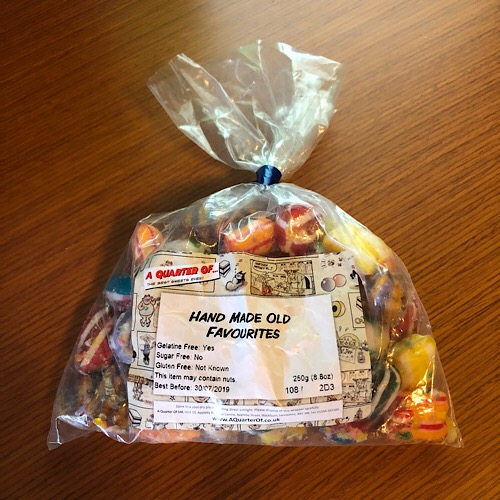 A QUARTER OF...
THE BEST SWEETS EVER!
HAND MADE OLD
FAVOURITES
Gelatine Free: Yes
Sugar Free: No
Gluten Free: Not Known
This item may contain nuts.
250g (8.8oz)
Best Before: 30/07/2019
108 f 2D3
www.AQuarterOf.co.uk